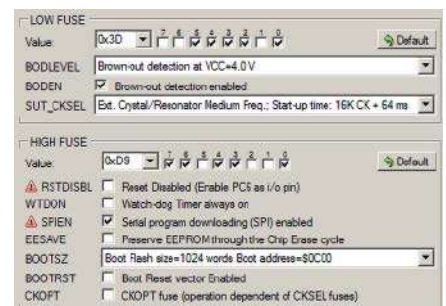 LOW FUSE
Value: 0x3D 7 6 5 4 3 2 1 0 Default
BODLEVEL Brown-out detection at VCC=4.0 V
BODEN Brown-out detection enabled
SUT_CKSEL Ext. Crystal/Resonator Medium Freq.; Start-up time: 16K CK + 64 ms
HIGH FUSE
Value: 0xD9 7 6 5 4 3 2 1 0 Default
RSTDISBL Reset Disabled (Enable PC6 as i/o pin)
WTDON Watch-dog Timer always on
SPIEN Serial program downloading (SPI) enabled
EESAVE Preserve EEPROM through the Chip Erase cycle
BOOTSZ Boot Flash size=1024 words Boot address=$0C00
BOOTRST Boot Reset vector Enabled
CKOPT CKOPT fuse (operation dependent of CKSEL fuses)